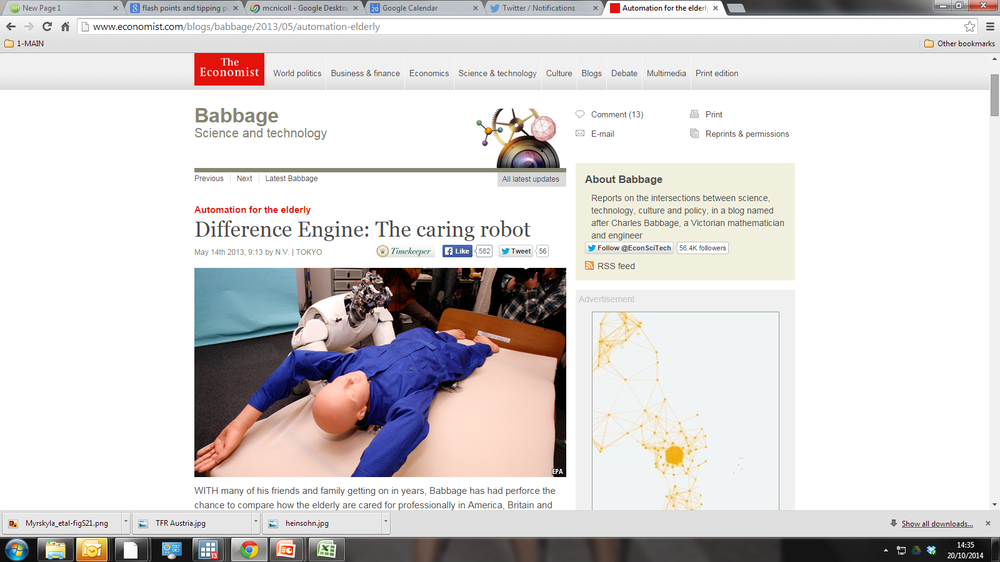 New Page 1
flash points and tipping p
mcnicoll - Google Deskto
Google Calendar
20
Twitter / Notifications
Automation for the elderly
www.economist.com/blogs/babbage/2013/05/automation-elderly
1-MAIN
Other bookmarks
The
Economist
World politics
Business & finance
Economics
Science & technology
Culture
Blogs
Debate
Multimedia
Print edition
Babbage
Science and technology
Comment (13)
Print
E-mail
Reprints & permissions
Previous
Next
Latest Babbage
All latest updates
Automation for the elderly
Difference Engine: The caring robot
May 14th 2013, 9:13 by N.V. | TOKYO
Timekeeper
Like
582
Tweet
56
EPA
WITH many of his friends and family getting on in years, Babbage has had perforce the
chance to compare how the elderly are cared for professionally in America, Britain and
About Babbage
Reports on the intersections between science,
technology, culture and policy, in a blog named
after Charles Babbage, a Victorian mathematician
and engineer
Follow @EconSciTech
56.4K followers
RSS feed
Advertisement
Myrskyla_etal-figS21.png
TFR Austria.jpg
heinsohn.jpg
Show all downloads...
13
14:35
20/10/2014